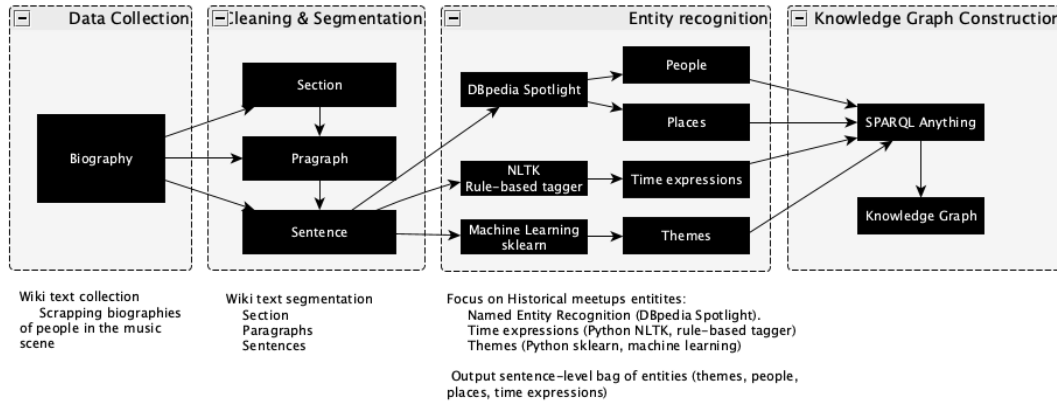 Data Collection
Cleaning & Segmentation
Entity recognition
Knowledge Graph Construction
Biography
Section
Pragraph
Sentence
DBpedia Spotlight
NLTK
Rule-based tagger
Machine Learning
sklearn
People
Places
Time expressions
Themes
SPARQL Anything
Knowledge Graph
Wiki text collection
Scrapping biographies
of people in the music
scene
Wiki text segmentation
Section
Paragraphs
Sentences
Focus on Historical meetups entitites:
Named Entity Recognition (DBpedia Spotlight).
Time expressions (Python NLTK, rule-based tagger)
Themes (Python sklearn, machine learning)
Output sentence-level bag of entities (themes, people,
places, time expressions)